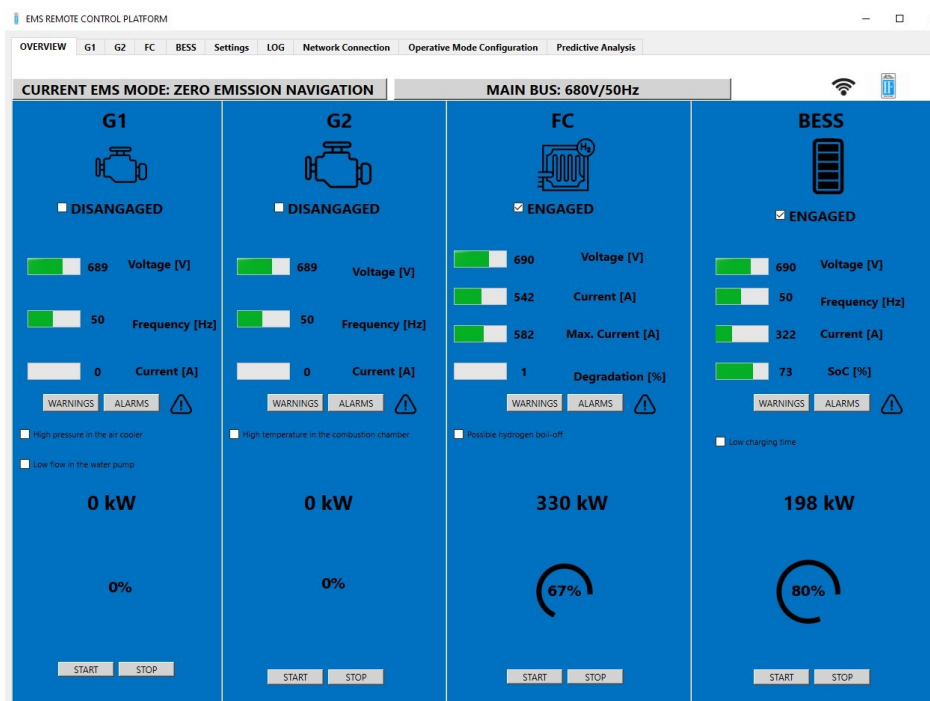 EMS REMOTE CONTROL PLATFORM
OVERVIEW G1 G2 FC BESS Settings LOG Network Connection Operative Mode Configuration Predictive Analysis
CURRENT EMS MODE: ZERO EMISSION NAVIGATION
MAIN BUS: 680V/50Hz
G1
DISANGAGED
689 Voltage [V]
50 Frequency [Hz]
0 Current [A]
WARNINGS ALARMS
High pressure in the air cooler
Low flow in the water pump
0 kW
0%
START STOP
G2
DISANGAGED
689 Voltage [V]
50 Frequency [Hz]
0 Current [A]
WARNINGS ALARMS
High temperature in the combustion chamber
0 kW
0%
START STOP
FC
H2
ENGAGED
690 Voltage [V]
542 Current [A]
582 Max. Current [A]
1 Degradation [%]
WARNINGS ALARMS
Possible hydrogen boil-off
330 kW
67%
START STOP
BESS
ENGAGED
690 Voltage [V]
50 Frequency [Hz]
322 Current [A]
73 SoC [%]
WARNINGS ALARMS
Low charging time
198 kW
80%
START STOP